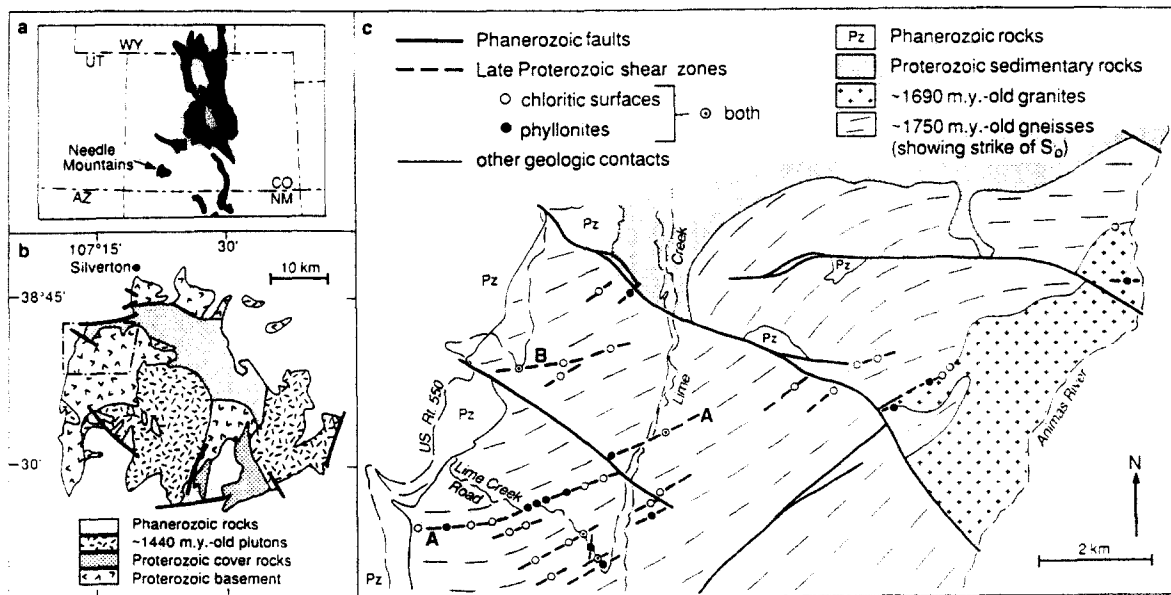 a
WY
UT
Needle
Mountains
AZ
CO
NM
b
107°15'
30'
Silverton
10 km
38°45'
30'
Phanerozoic rocks
~1440 m.y.-old plutons
Proterozoic cover rocks
Proterozoic basement
c
Phanerozoic faults
Late Proterozoic shear zones
chloritic surfaces
phyllonites
both
other geologic contacts
Pz Phanerozoic rocks
Proterozoic sedimentary rocks
~1690 m.y.-old granites
~1750 m.y.-old gneisses
(showing strike of S'o)
Pz
Creek
Pz
Pz
Pz
B
Lime
Pz
US Rt. 550
A
Animas River
Lime Creek
Road
A
N
2 km
Pz